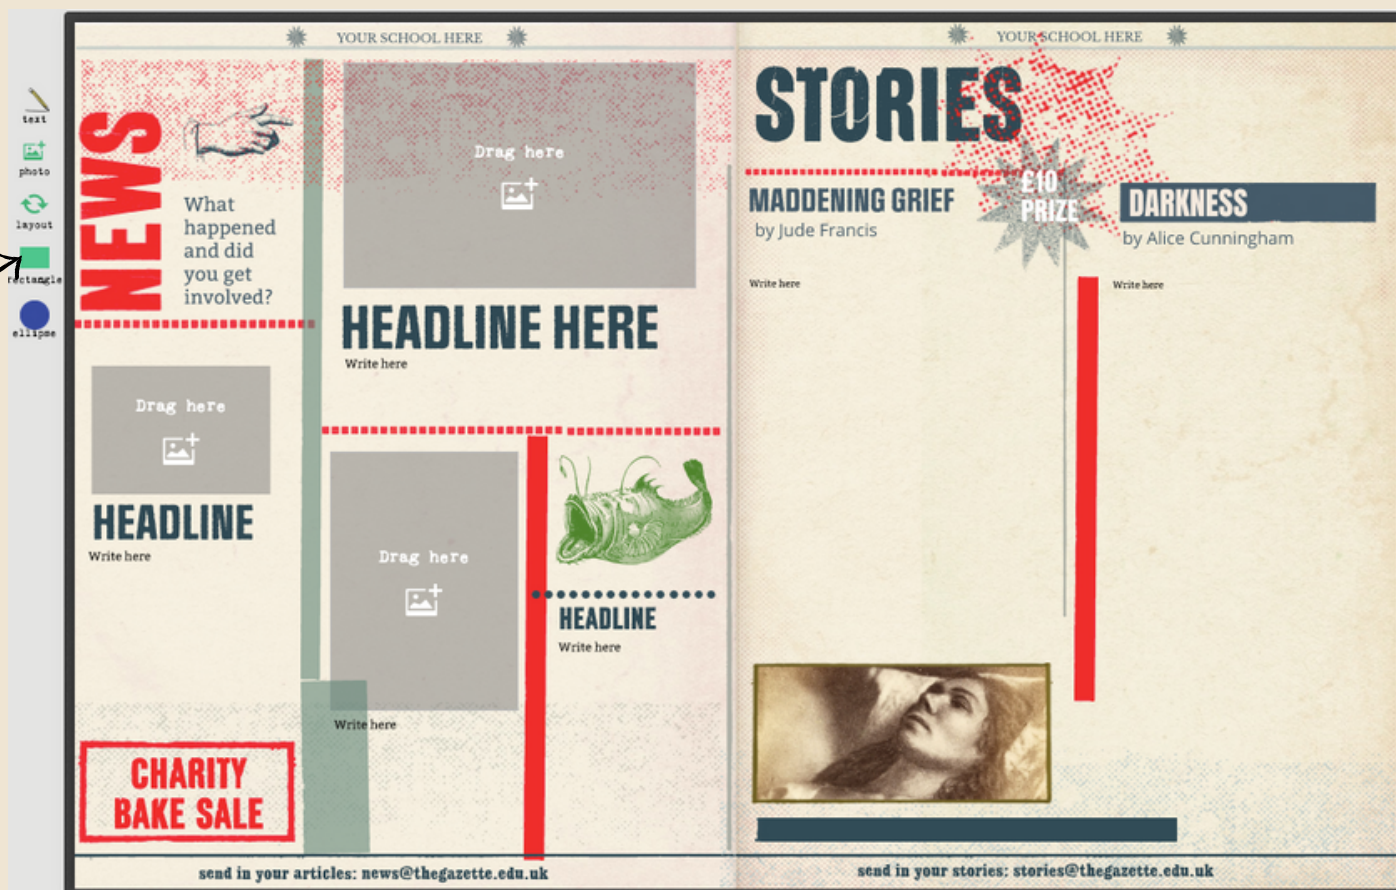 text
photo
layout
rectangle
ellipse
YOUR SCHOOL HERE
NEWS
What
happened
and did
you get
involved?
Drag here
HEADLINE HERE
Write here
Drag here
HEADLINE
Write here
Drag here
Write here
HEADLINE
Write here
CHARITY
BAKE SALE
send in your articles: news@thegazette.edu.uk
YOUR SCHOOL HERE
STORIES
£10
PRIZE
MADDENING GRIEF
by Jude Francis
Write here
DARKNESS
by Alice Cunningham
Write here
send in your stories: stories@thegazette.edu.uk